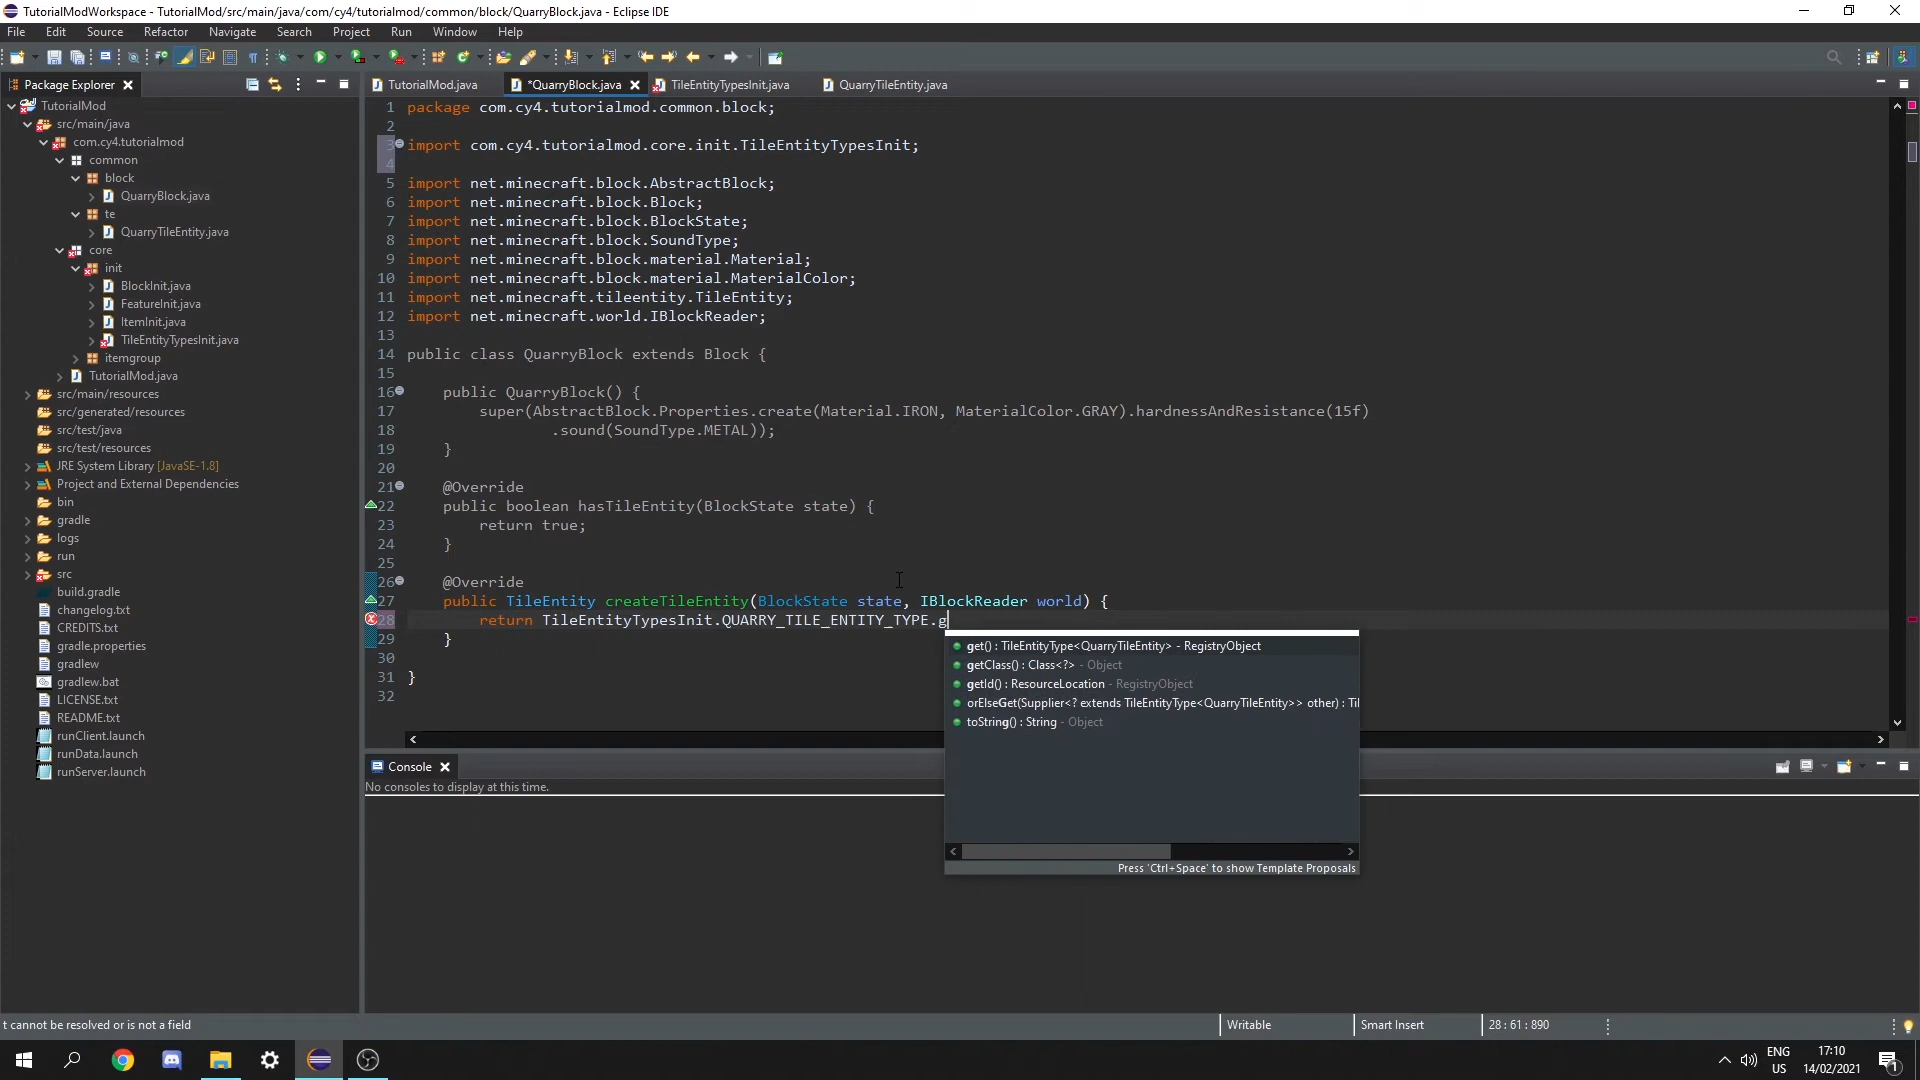 TutorialModWorkspace - TutorialMod/src/main/java/com/cy4/tutorialmod/common/block/QuarryBlock.java - Eclipse IDE
File Edit Source Refactor Navigate Search Project Run Window Help
Package Explorer
TutorialMod.java *QuarryBlock.java TileEntityTypesInit.java QuarryTileEntity.java
TutorialMod
src/main/java
com.cy4.tutorialmod
common
block
QuarryBlock.java
te
QuarryTileEntity.java
core
init
BlockInit.java
FeatureInit.java
ItemInit.java
TileEntityTypesInit.java
itemgroup
TutorialMod.java
src/main/resources
src/generated/resources
src/test/java
src/test/resources
JRE System Library [JavaSE-1.8]
Project and External Dependencies
bin
gradle
logs
run
src
build.gradle
changelog.txt
CREDITS.txt
gradle.properties
gradlew
gradlew.bat
LICENSE.txt
README.txt
runClient.launch
runData.launch
runServer.launch
1 package com.cy4.tutorialmod.common.block;
2
3 import com.cy4.tutorialmod.core.init.TileEntityTypesInit;
4
5 import net.minecraft.block.AbstractBlock;
6 import net.minecraft.block.Block;
7 import net.minecraft.block.BlockState;
8 import net.minecraft.block.SoundType;
9 import net.minecraft.block.material.Material;
10 import net.minecraft.block.material.MaterialColor;
11 import net.minecraft.tileentity.TileEntity;
12 import net.minecraft.world.IBlockReader;
13
14 public class QuarryBlock extends Block {
15
16 public QuarryBlock() {
17 super(AbstractBlock.Properties.create(Material.IRON, MaterialColor.GRAY).hardnessAndResistance(15f)
18 .sound(SoundType.METAL));
19 }
20
21 @Override
22 public boolean hasTileEntity(BlockState state) {
23 return true;
24 }
25
26 @Override
27 public TileEntity createTileEntity(BlockState state, IBlockReader world) {
28 return TileEntityTypesInit.QUARRY_TILE_ENTITY_TYPE.g
29 }
30
31 }
32
get() : TileEntityType<QuarryTileEntity> - RegistryObject
getClass() : Class<?> - Object
getId() : ResourceLocation - RegistryObject
orElseGet(Supplier<? extends TileEntityType<QuarryTileEntity>> other) : Til
toString() : String - Object
Press 'Ctrl+Space' to show Template Proposals
Console
No consoles to display at this time.
t cannot be resolved or is not a field
Writable
Smart Insert
28 : 61 : 890
ENG
US
17:10
14/02/2021
1